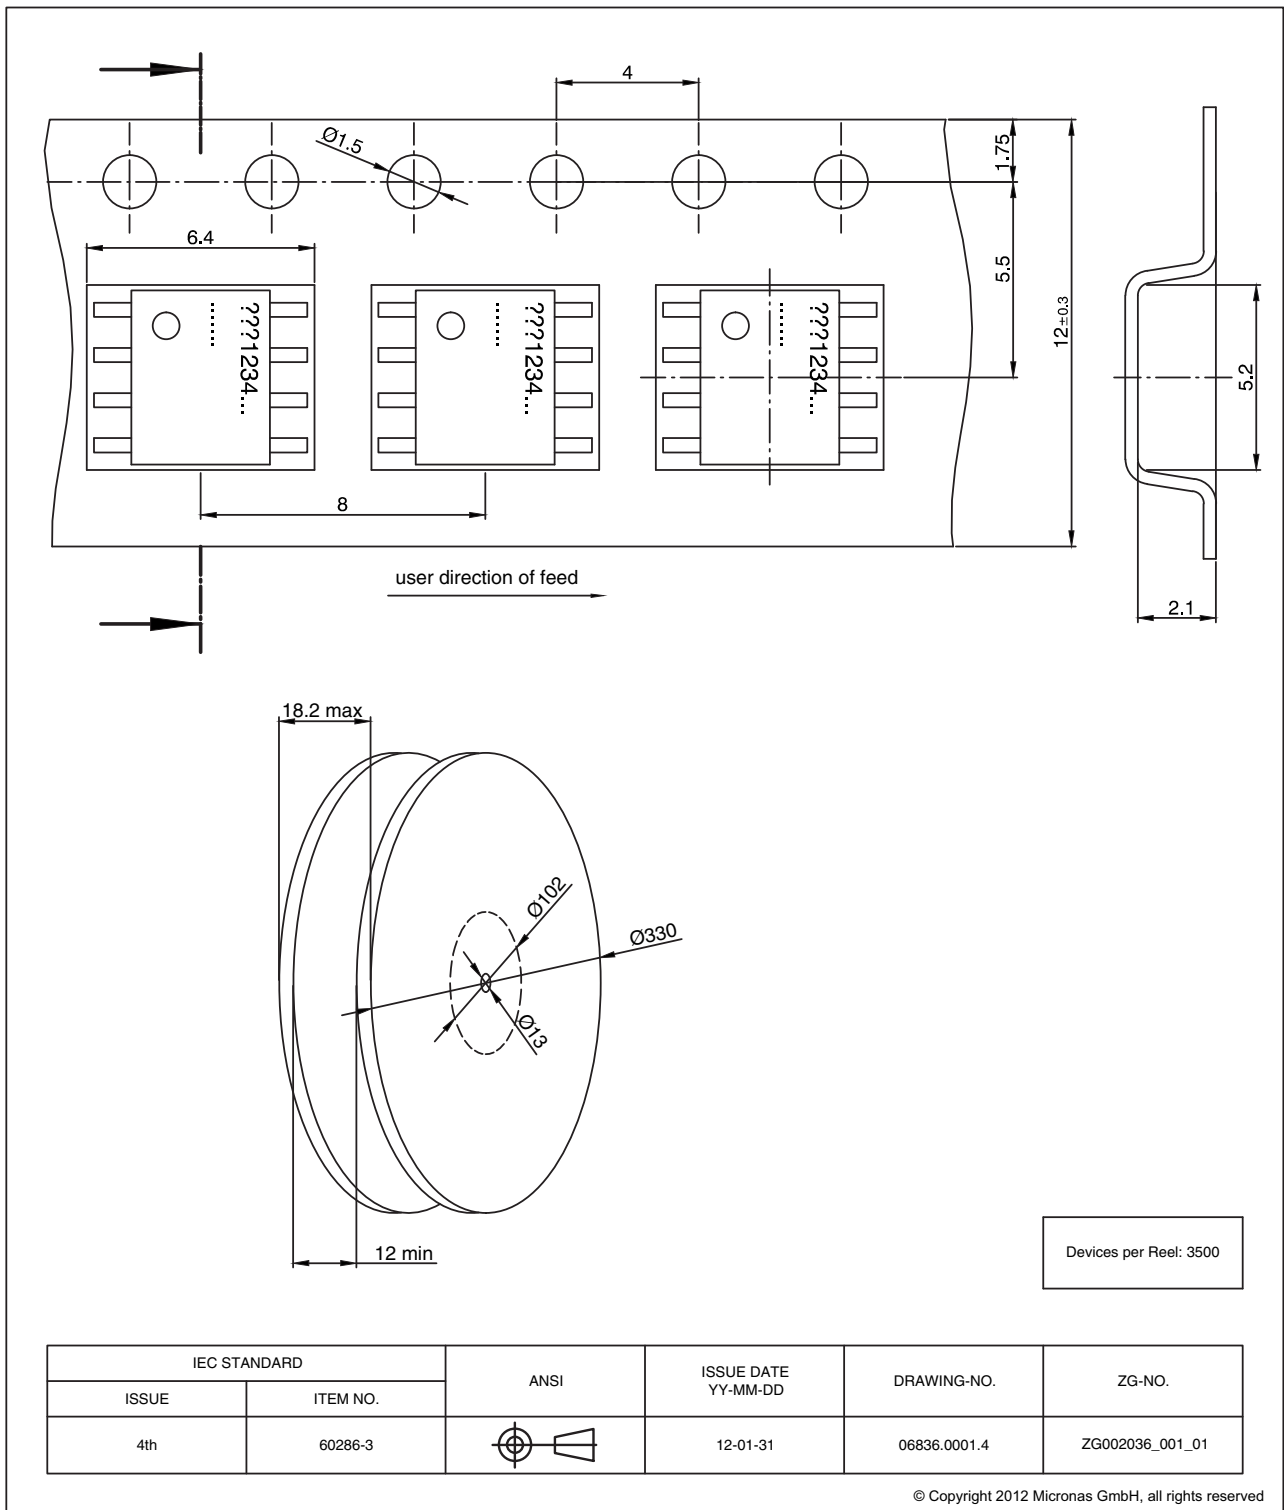 4
Ø1.5
1.75
6.4
5.5
12±0.3
???1234...
......
???1234...
......
???1234...
......
5.2
8
user direction of feed
2.1
18.2 max
Ø102
Ø330
Ø13
12 min
Devices per Reel: 3500
IEC STANDARD
ANSI
ISSUE DATE
YY-MM-DD
DRAWING-NO.
ZG-NO.
ISSUE
ITEM NO.
4th
60286-3
12-01-31
06836.0001.4
ZG002036_001_01
© Copyright 2012 Micronas GmbH, all rights reserved